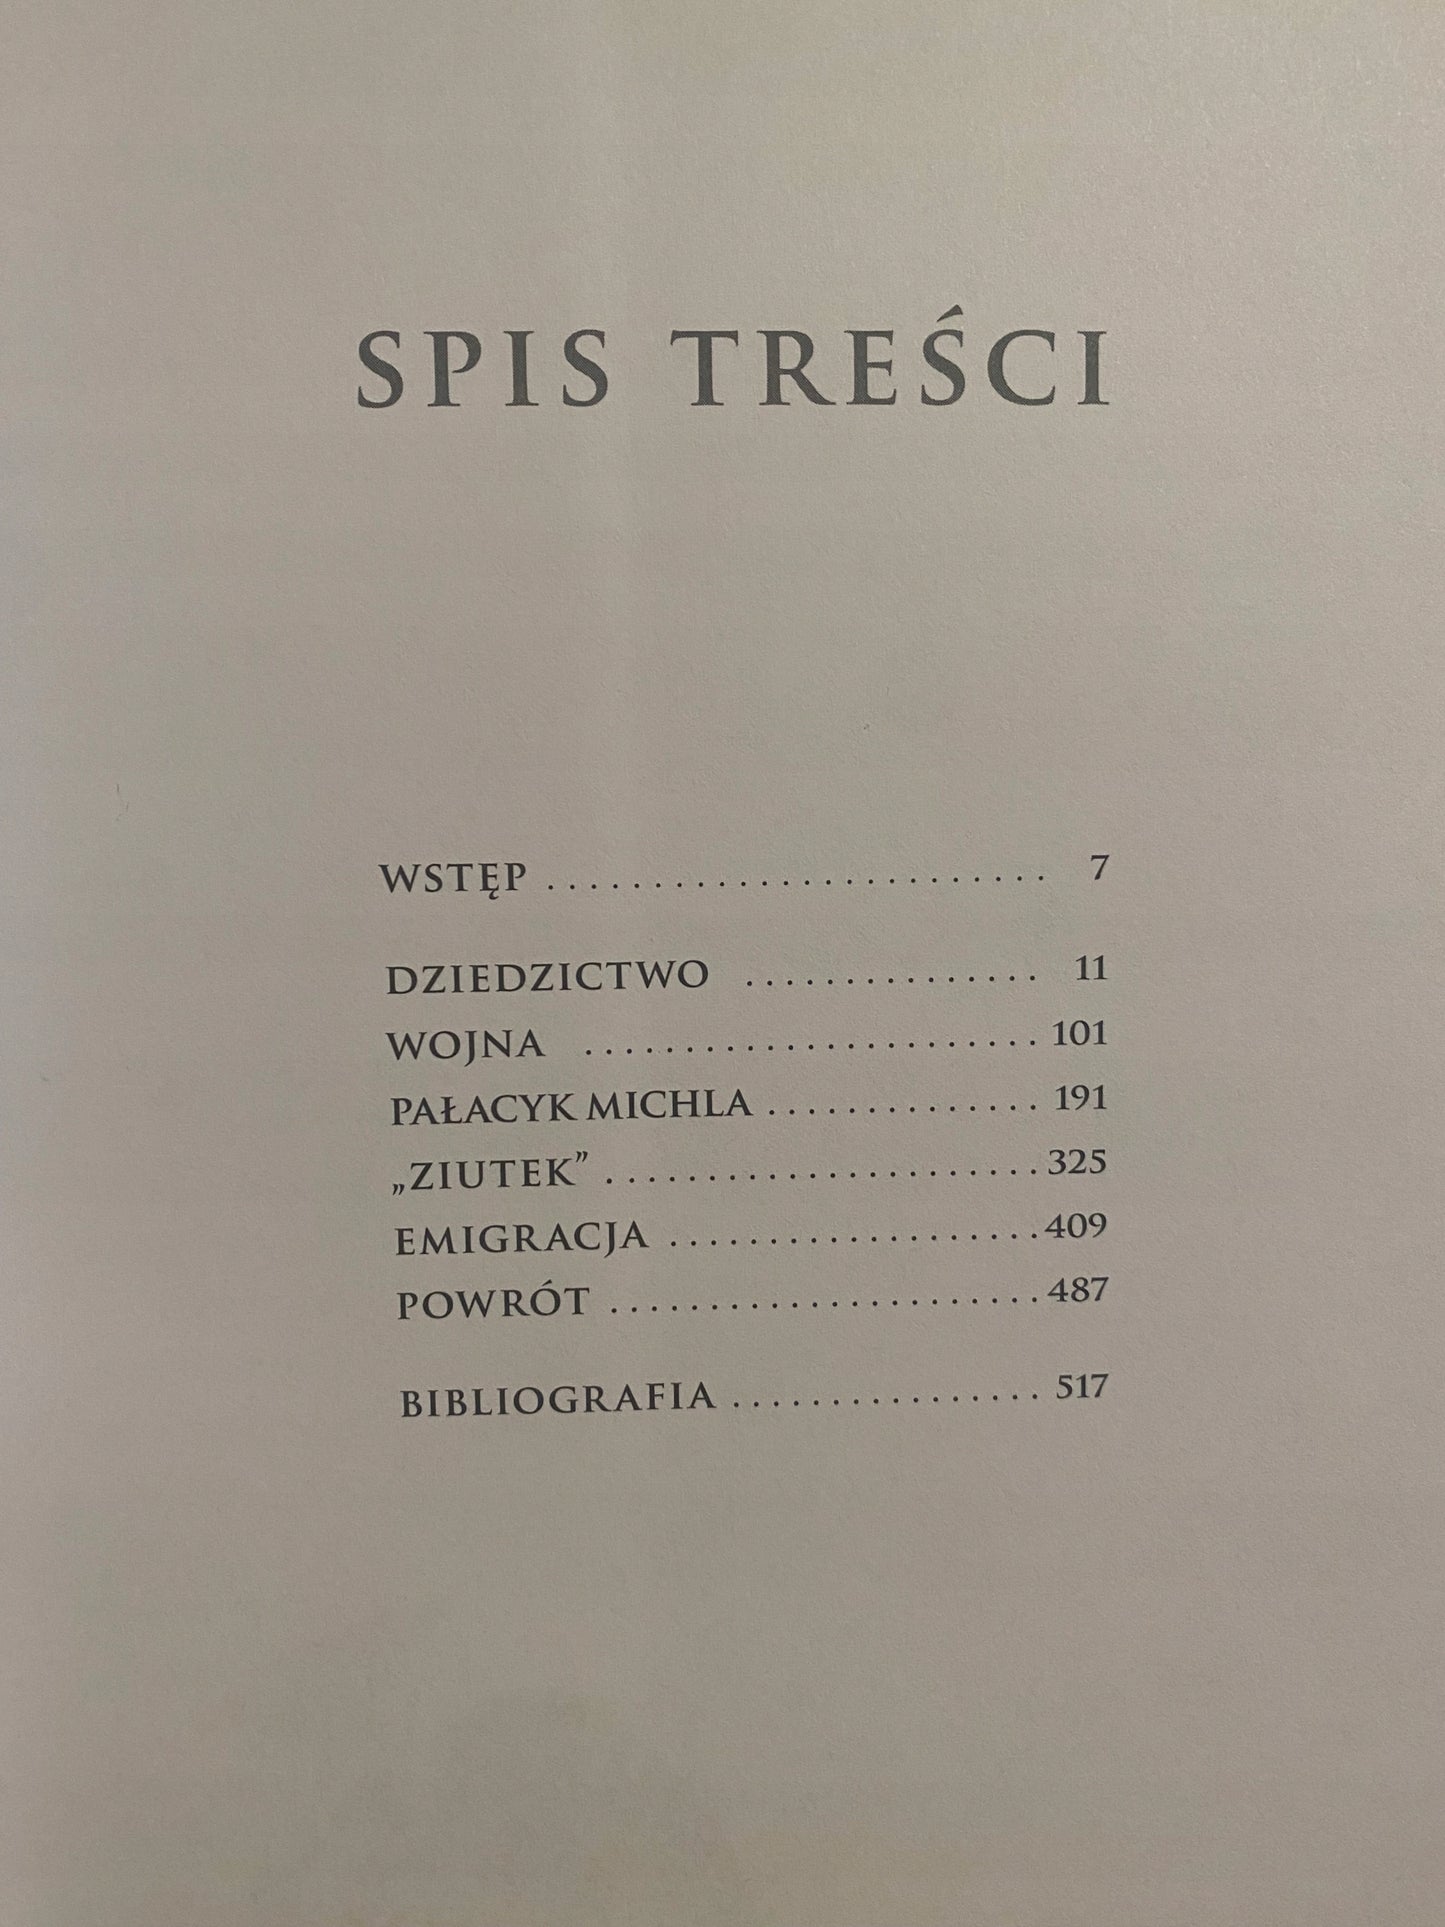 SPIS TREŚCI
WSTĘP . . . . . . . . . . . . . . . . . . . . . . . . 7
DZIEDZICTWO . . . . . . . . . . . . . . . 11
WOJNA . . . . . . . . . . . . . . . . . . . . . . . 101
PAŁACYK MICHLA . . . . . . . . . . . . . . 191
„ZIUTEK” . . . . . . . . . . . . . . . . . . . . . . 325
EMIGRACJA . . . . . . . . . . . . . . . . . . . 409
POWRÓT . . . . . . . . . . . . . . . . . . . . . . 487
BIBLIOGRAFIA . . . . . . . . . . . . . . . . 517